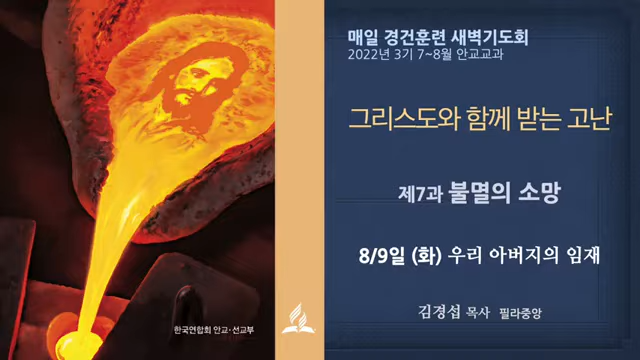 매일 경건훈련 새벽기도회
2022년 3기 7~8월 안교교과
그리스도와 함께 받는 고난
제7과 불멸의 소망
8/9일 (화) 우리 아버지의 임재
김경섭 목사 필라중앙
한국연합회 안교·선교부